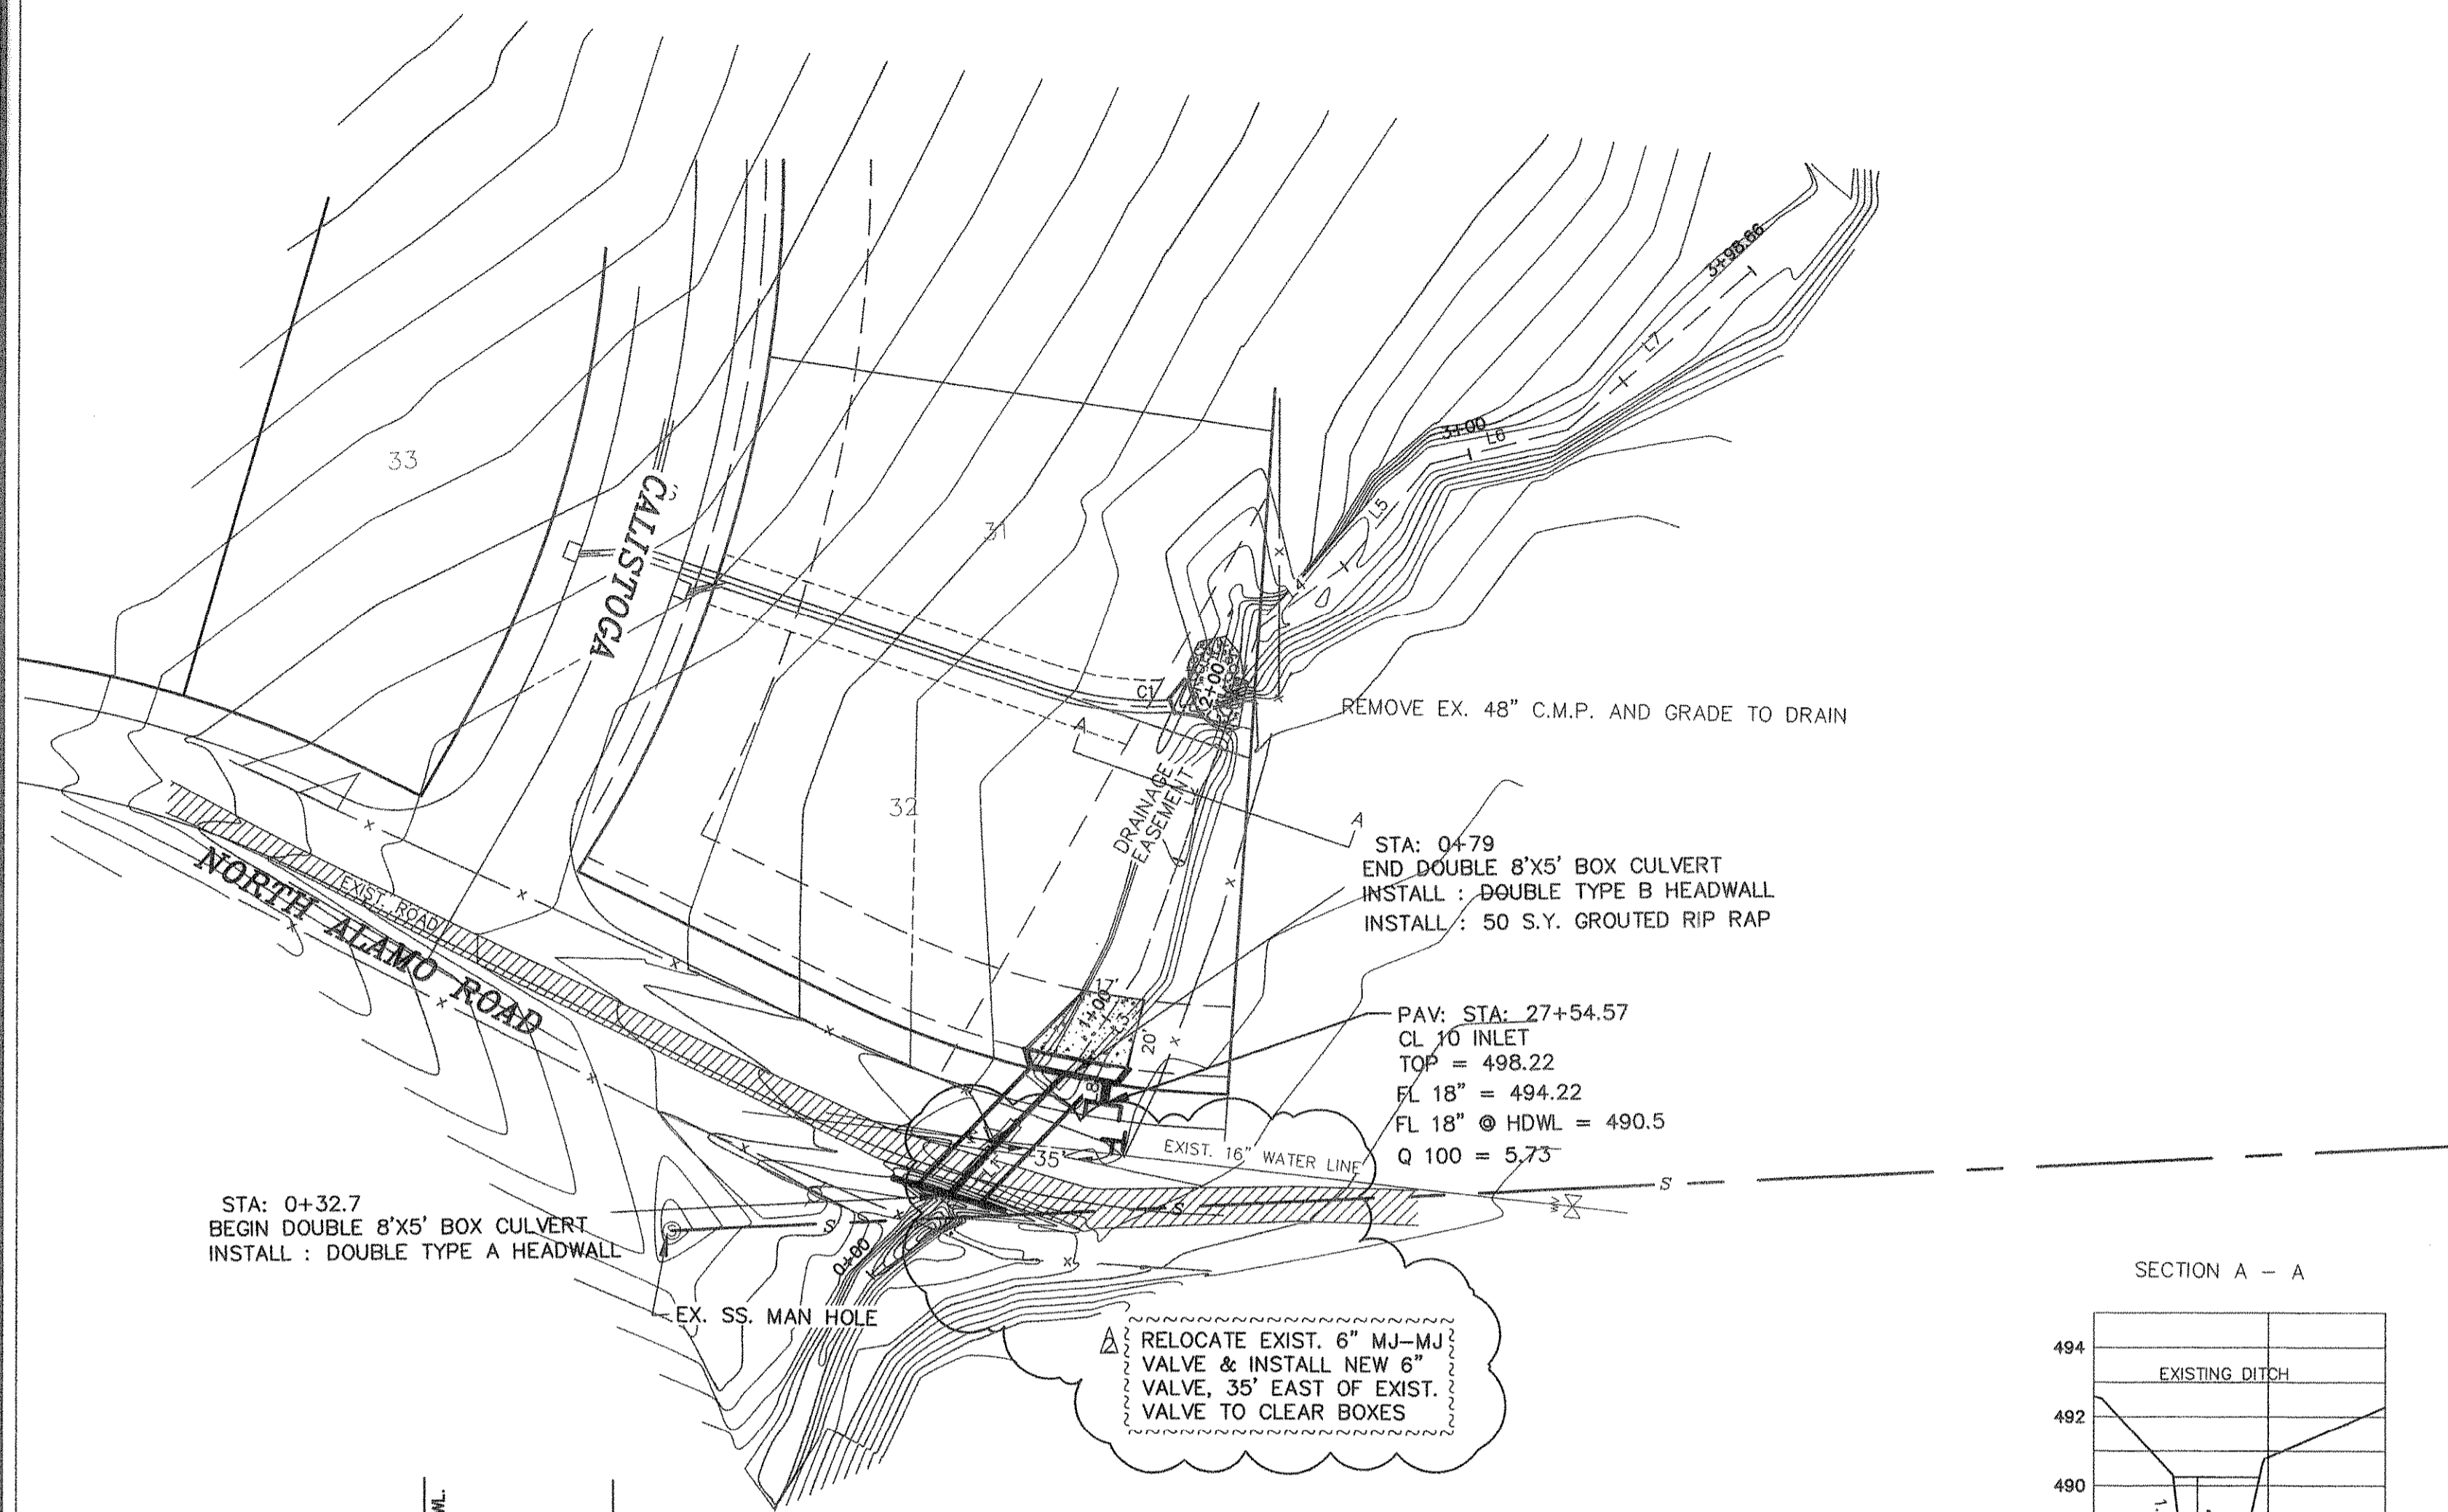 3+98.66
L7
3+00
L6
L5
33
CALISTOGA
31
4
C1
2+00
REMOVE EX. 48" C.M.P. AND GRADE TO DRAIN
A
DRAINAGE
EASEMENT
A
32
STA: 0+79
END DOUBLE 8'X5' BOX CULVERT
INSTALL : DOUBLE TYPE B HEADWALL
INSTALL : 50 S.Y. GROUTED RIP RAP
NORTH ALAMO ROAD
EXIST. ROAD
17'
1+00
20'
PAV: STA: 27+54.57
CL 10 INLET
TOP = 498.22
FL 18" = 494.22
FL 18" @ HDWL = 490.5
Q 100 = 5.73
35'
EXIST. 16" WATER LINE
S
S
S
STA: 0+32.7
BEGIN DOUBLE 8'X5' BOX CULVERT
INSTALL : DOUBLE TYPE A HEADWALL
0+00
EX. SS. MAN HOLE
2
RELOCATE EXIST. 6" MJ-MJ
VALVE & INSTALL NEW 6"
VALVE, 35' EAST OF EXIST.
VALVE TO CLEAR BOXES
SECTION A - A
494
EXISTING DITCH
492
490
WL.